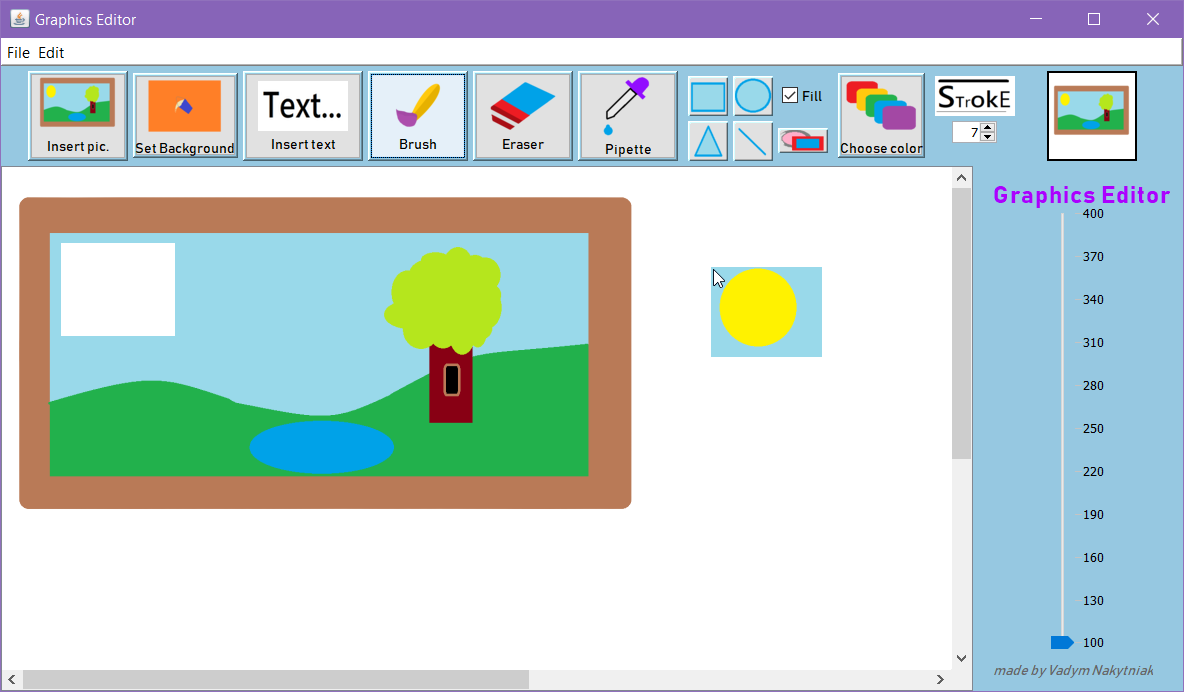 Graphics Editor
File Edit
Text...
STrokE
Fill
7
Insert pic.
Set Background
Insert text
Brush
Eraser
Pipette
Choose color
Graphics Editor
400
370
340
310
280
250
220
190
160
130
100
made by Vadym Nakytniak